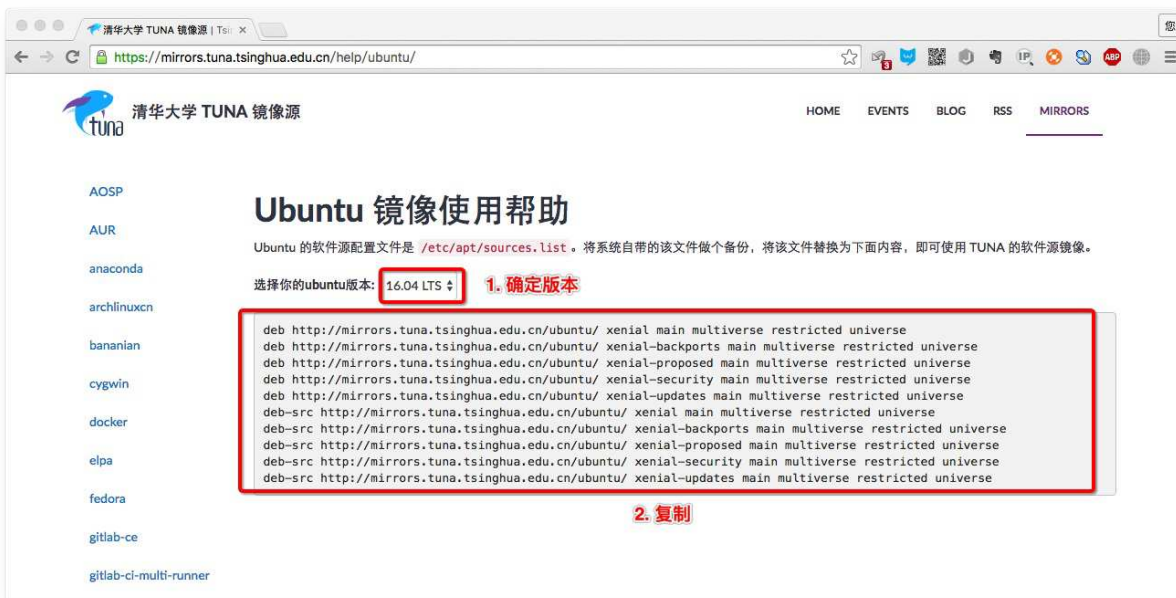 清华大学 TUNA 镜像源 | Tsi
您
https://mirrors.tuna.tsinghua.edu.cn/help/ubuntu/
3
IP
ABP
tuna
清华大学 TUNA 镜像源
HOME EVENTS BLOG RSS MIRRORS
AOSP
AUR
anaconda
archlinuxcn
bananian
cygwin
docker
elpa
fedora
gitlab-ce
gitlab-ci-multi-runner
Ubuntu 镜像使用帮助
Ubuntu 的软件源配置文件是 /etc/apt/sources.list 。将系统自带的该文件做个备份，将该文件替换为下面内容，即可使用 TUNA 的软件源镜像。
选择你的ubuntu版本: 16.04 LTS 1. 确定版本
deb http://mirrors.tuna.tsinghua.edu.cn/ubuntu/ xenial main multiverse restricted universe
deb http://mirrors.tuna.tsinghua.edu.cn/ubuntu/ xenial-backports main multiverse restricted universe
deb http://mirrors.tuna.tsinghua.edu.cn/ubuntu/ xenial-proposed main multiverse restricted universe
deb http://mirrors.tuna.tsinghua.edu.cn/ubuntu/ xenial-security main multiverse restricted universe
deb http://mirrors.tuna.tsinghua.edu.cn/ubuntu/ xenial-updates main multiverse restricted universe
deb-src http://mirrors.tuna.tsinghua.edu.cn/ubuntu/ xenial main multiverse restricted universe
deb-src http://mirrors.tuna.tsinghua.edu.cn/ubuntu/ xenial-backports main multiverse restricted universe
deb-src http://mirrors.tuna.tsinghua.edu.cn/ubuntu/ xenial-proposed main multiverse restricted universe
deb-src http://mirrors.tuna.tsinghua.edu.cn/ubuntu/ xenial-security main multiverse restricted universe
deb-src http://mirrors.tuna.tsinghua.edu.cn/ubuntu/ xenial-updates main multiverse restricted universe
2. 复制